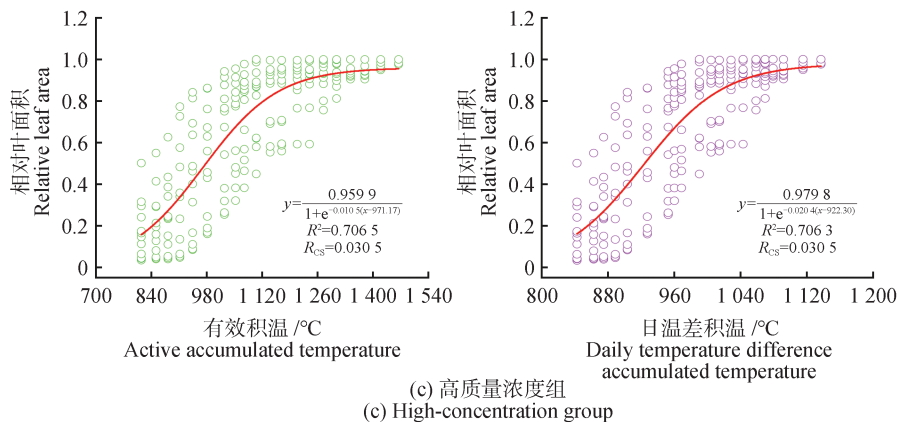 1.2
1.0
0.8
0.6
0.4
0.2
0
相对叶面积
Relative leaf area
y=0.959 9/1+e−0.010 5(x−971.17)
R²=0.706 5
RCS=0.030 5
700 840 980 1 120 1 260 1 400 1 540
有效积温 /°C
Active accumulated temperature
1.2
1.0
0.8
0.6
0.4
0.2
0
相对叶面积
Relative leaf area
y=0.979 8/1+e−0.020 4(x−922.30)
R²=0.706 3
RCS=0.030 5
800 880 960 1 040 1 120 1 200
日温差积温 /°C
Daily temperature difference
accumulated temperature
(c) 高质量浓度组
(c) High-concentration group